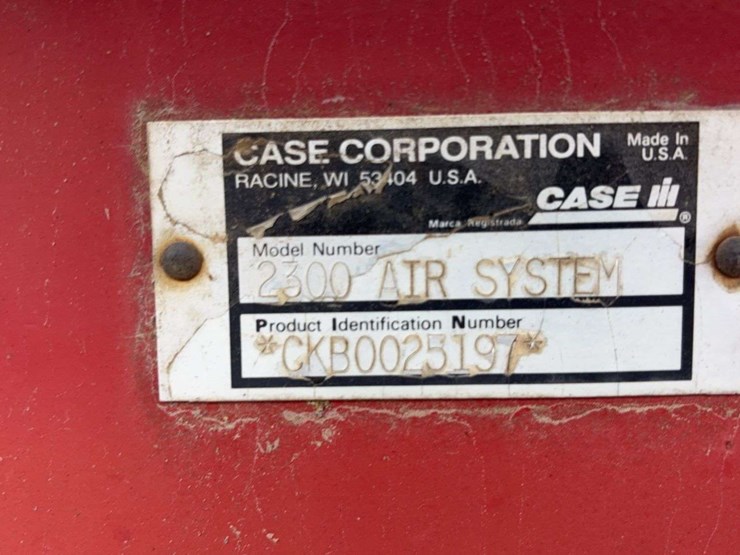 CASE CORPORATION
Made In
U.S.A.
RACINE, WI 53404 U.S.A.
CASE IH ®
Marca Registrada
Model Number
2300 AIR SYSTEM
Product Identification Number
*CKB0025197*